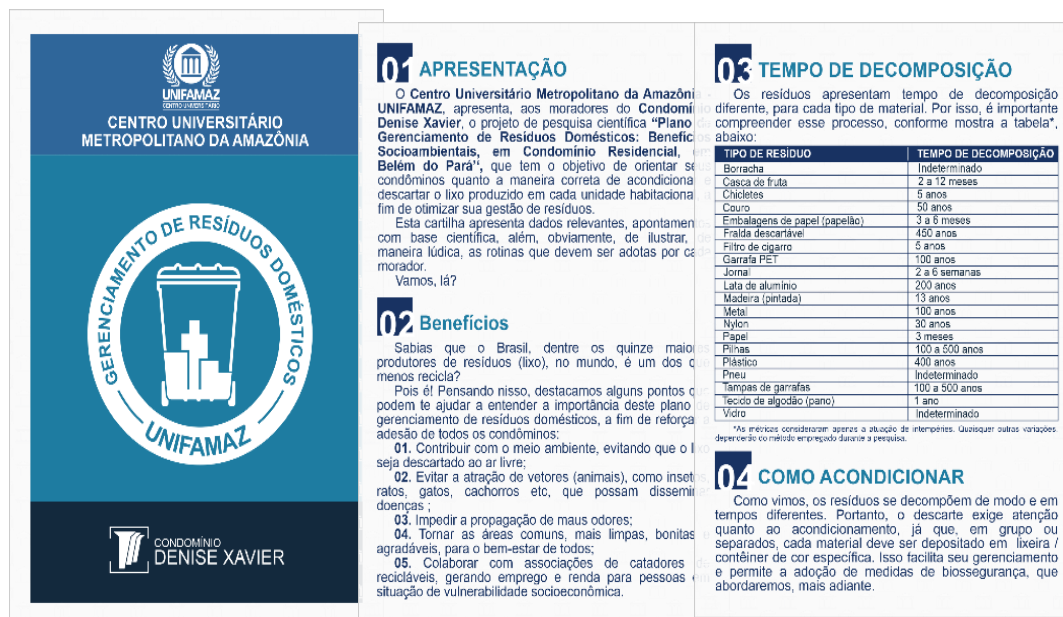 UNIFAMAZ
CENTRO UNIVERSITÁRIO
CENTRO UNIVERSITÁRIO
METROPOLITANO DA AMAZÔNIA
GERENCIAMENTO DE RESÍDUOS DOMÉSTICOS
UNIFAMAZ
CONDOMÍNIO
DENISE XAVIER
01 APRESENTAÇÃO
O Centro Universitário Metropolitano da Amazônia -
UNIFAMAZ, apresenta, aos moradores do Condomínio
Denise Xavier, o projeto de pesquisa científica “Plano de
Gerenciamento de Resíduos Domésticos: Benefícios
Socioambientais, em Condomínio Residencial, em
Belém do Pará”, que tem o objetivo de orientar seus
condôminos quanto a maneira correta de acondicionar e
descartar o lixo produzido em cada unidade habitacional, a
fim de otimizar sua gestão de resíduos.
Esta cartilha apresenta dados relevantes, apontamentos
com base científica, além, obviamente, de ilustrar, de
maneira lúdica, as rotinas que devem ser adotas por cada
morador.
Vamos, lá?
02 Benefícios
Sabias que o Brasil, dentre os quinze maiores
produtores de resíduos (lixo), no mundo, é um dos que
menos recicla?
Pois é! Pensando nisso, destacamos alguns pontos que
podem te ajudar a entender a importância deste plano de
gerenciamento de resíduos domésticos, a fim de reforçar a
adesão de todos os condôminos:
01. Contribuir com o meio ambiente, evitando que o lixo
seja descartado ao ar livre;
02. Evitar a atração de vetores (animais), como insetos,
ratos, gatos, cachorros etc, que possam disseminar
doenças ;
03. Impedir a propagação de maus odores;
04. Tornar as áreas comuns, mais limpas, bonitas e
agradáveis, para o bem-estar de todos;
05. Colaborar com associações de catadores de
recicláveis, gerando emprego e renda para pessoas em
situação de vulnerabilidade socioeconômica.
03 TEMPO DE DECOMPOSIÇÃO
Os resíduos apresentam tempo de decomposição
diferente, para cada tipo de material. Por isso, é importante
compreender esse processo, conforme mostra a tabela*,
abaixo:
TIPO DE RESÍDUO TEMPO DE DECOMPOSIÇÃO
Borracha Indeterminado
Casca de fruta 2 a 12 meses
Chicletes 5 anos
Couro 50 anos
Embalagens de papel (papelão) 3 a 6 meses
Fralda descartável 450 anos
Filtro de cigarro 5 anos
Garrafa PET 100 anos
Jornal 2 a 6 semanas
Lata de alumínio 200 anos
Madeira (pintada) 13 anos
Metal 100 anos
Nylon 30 anos
Papel 3 meses
Pilhas 100 a 500 anos
Plástico 400 anos
Pneu Indeterminado
Tampas de garrafas 100 a 500 anos
Tecido de algodão (pano) 1 ano
Vidro Indeterminado
*As métricas consideraram apenas a atuação de intempéries. Quaisquer outras variações,
dependerão do método empregado durante a pesquisa.
04 COMO ACONDICIONAR
Como vimos, os resíduos se decompõem de modo e em
tempos diferentes. Portanto, o descarte exige atenção
quanto ao acondicionamento, já que, em grupo ou
separados, cada material deve ser depositado em lixeira /
contêiner de cor específica. Isso facilita seu gerenciamento
e permite a adoção de medidas de biossegurança, que
abordaremos, mais adiante.